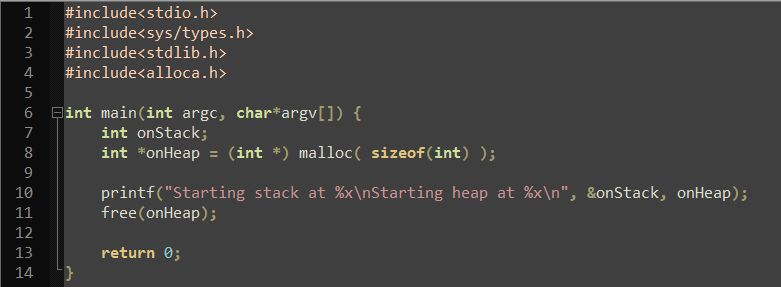 1 #include<stdio.h>
2 #include<sys/types.h>
3 #include<stdlib.h>
4 #include<alloca.h>
5
6 int main(int argc, char*argv[]) {
7     int onStack;
8     int *onHeap = (int *) malloc( sizeof(int) );
9
10     printf("Starting stack at %x\nStarting heap at %x\n", &onStack, onHeap);
11     free(onHeap);
12
13     return 0;
14 }